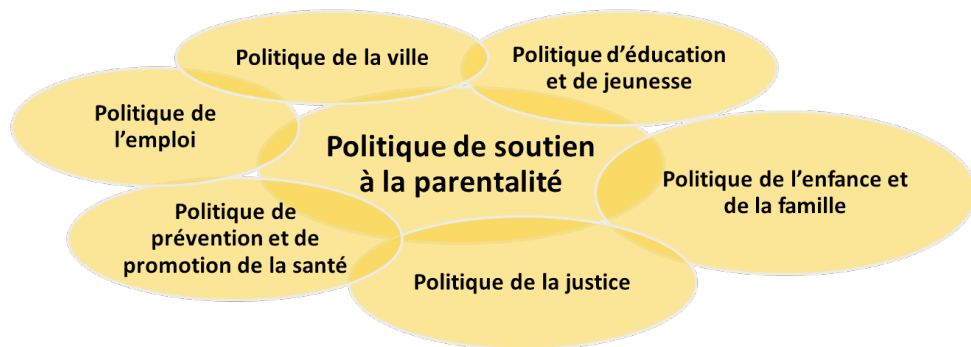 Politique de la ville
Politique d'éducation
et de jeunesse
Politique de
l'emploi
Politique de soutien
à la parentalité
Politique de l'enfance et
de la famille
Politique de
prévention et de
promotion de la santé
Politique de la justice